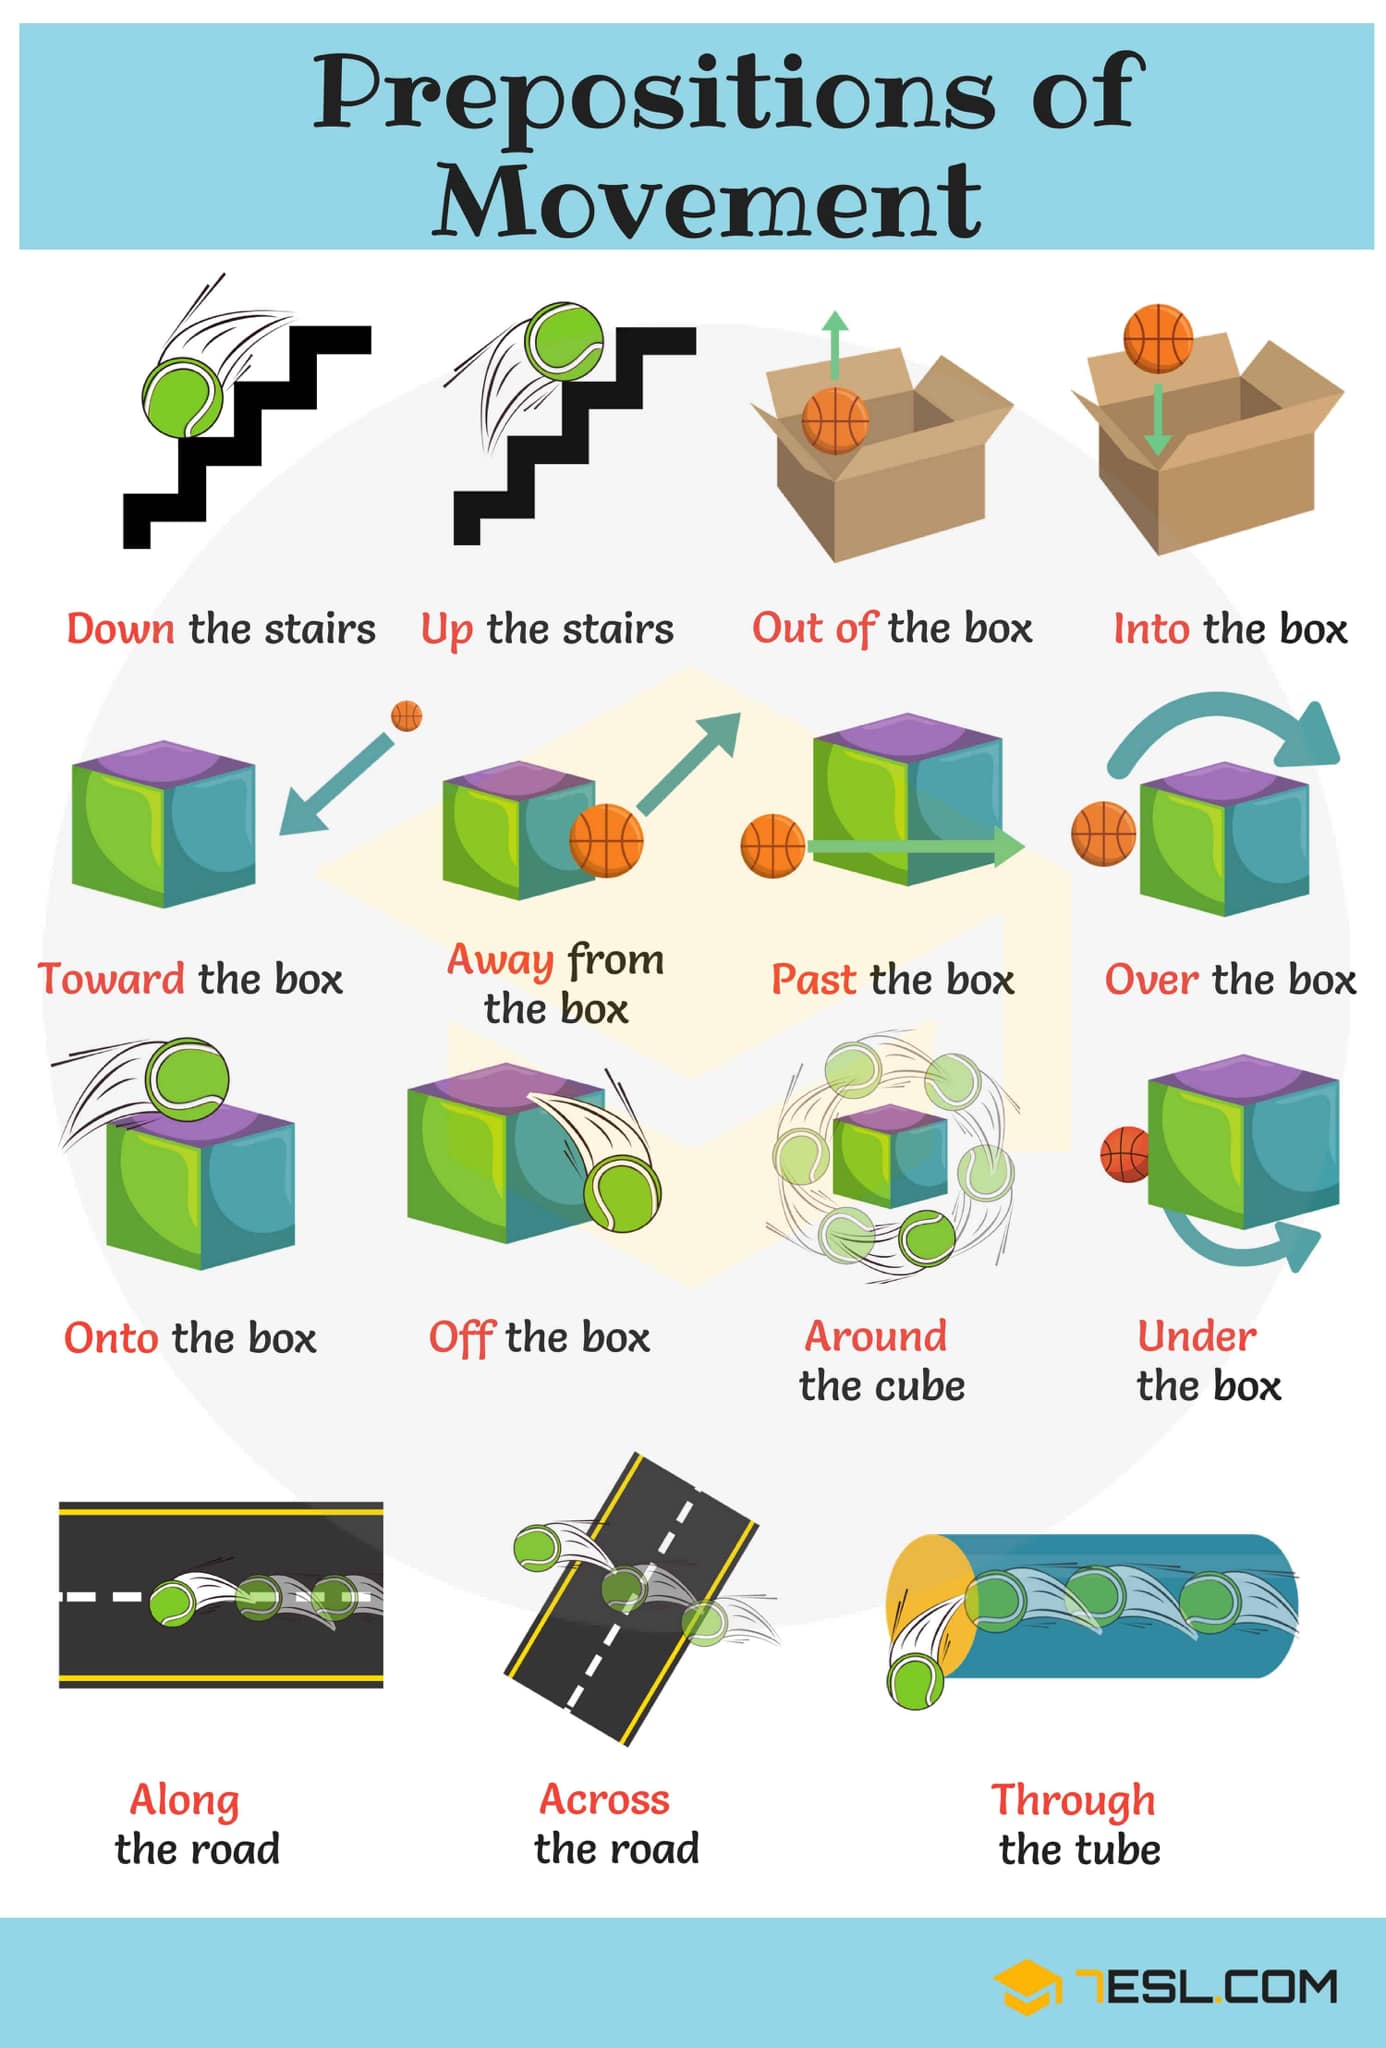 Prepositions of
Movement
Down the stairs
Up the stairs
Out of the box
Into the box
Toward the box
Away from
the box
Past the box
Over the box
Onto the box
Off the box
Around
the cube
Under
the box
Along
the road
Across
the road
Through
the tube
7ESL.COM